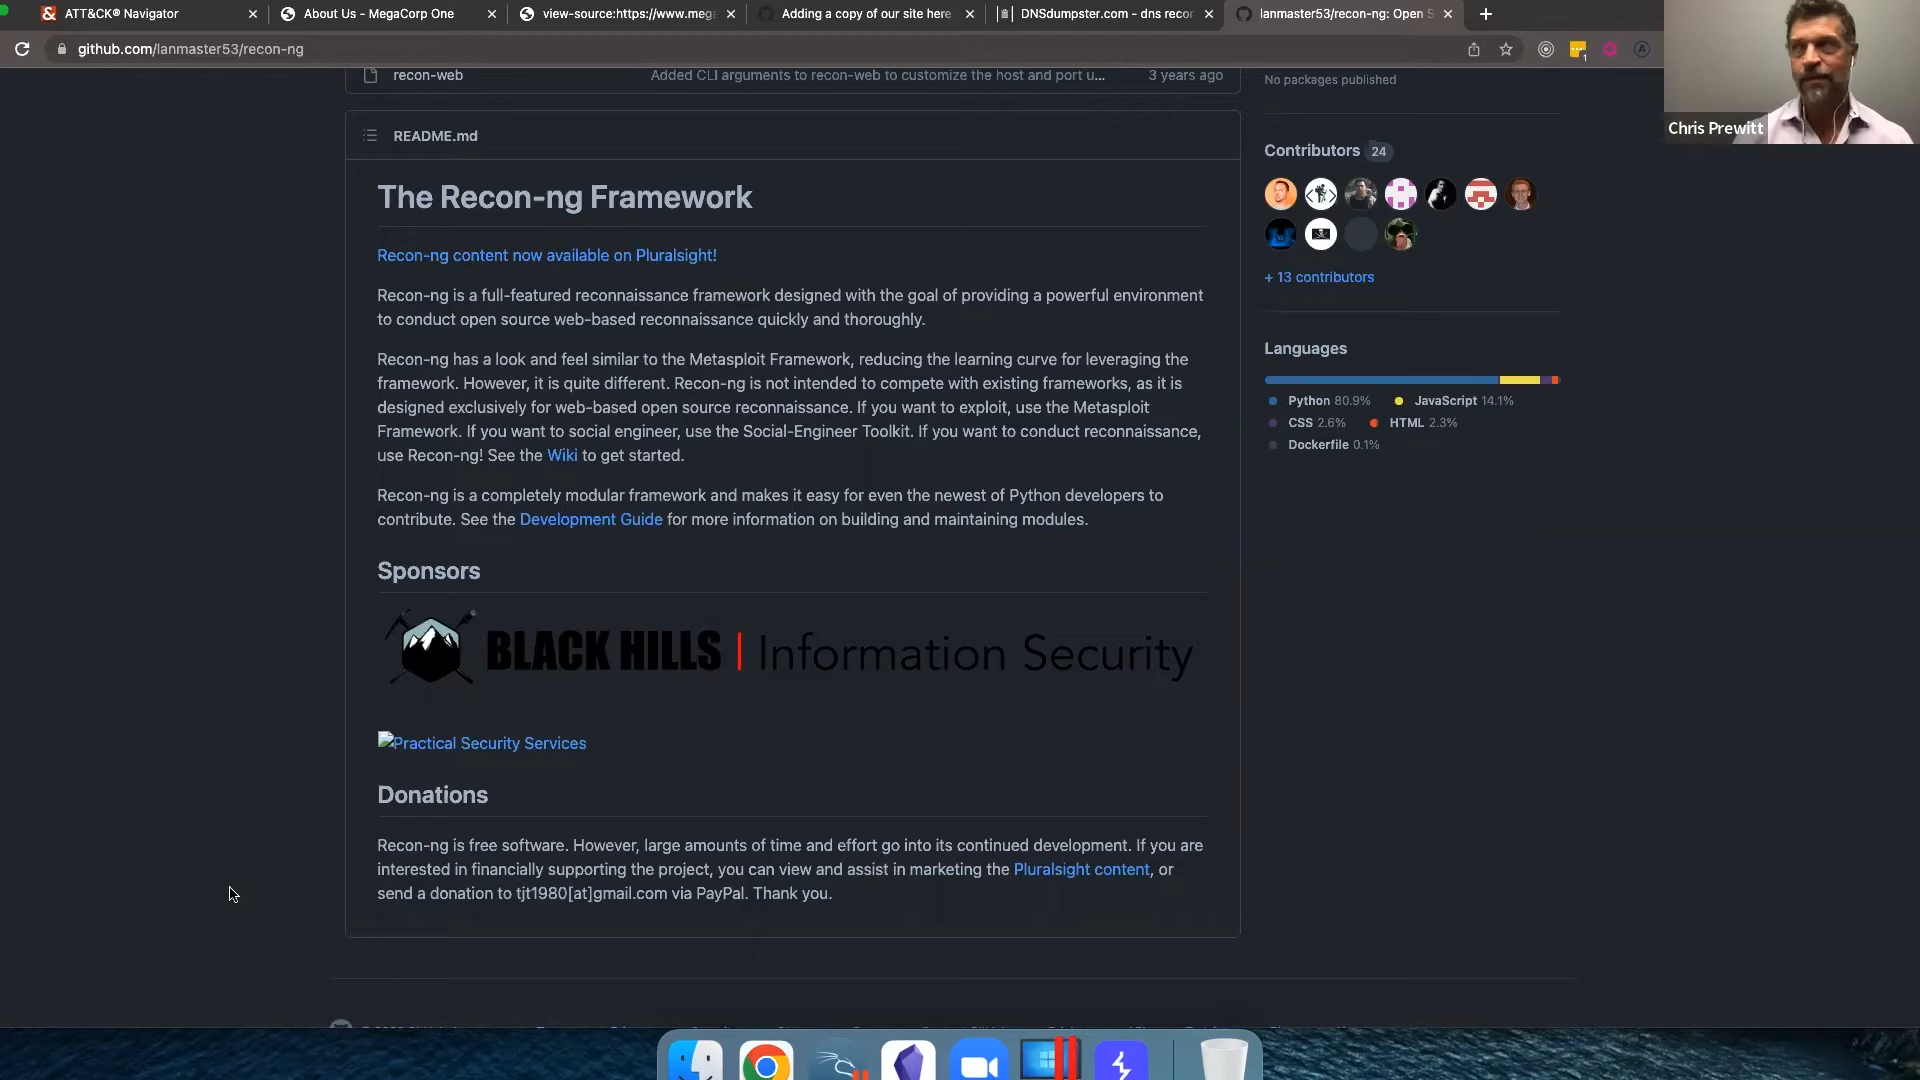 ATT&CK® Navigator
About Us - MegaCorp One
view-source:https://www.mega
Adding a copy of our site here
DNSdumpster.com - dns recon
lanmaster53/recon-ng: Open S
github.com/lanmaster53/recon-ng
1
A
Chris Prewitt
recon-web
Added CLI arguments to recon-web to customize the host and port u...
3 years ago
No packages published
README.md
Contributors 24
The Recon-ng Framework
Recon-ng content now available on Pluralsight!
Recon-ng is a full-featured reconnaissance framework designed with the goal of providing a powerful environment
to conduct open source web-based reconnaissance quickly and thoroughly.
Recon-ng has a look and feel similar to the Metasploit Framework, reducing the learning curve for leveraging the
framework. However, it is quite different. Recon-ng is not intended to compete with existing frameworks, as it is
designed exclusively for web-based open source reconnaissance. If you want to exploit, use the Metasploit
Framework. If you want to social engineer, use the Social-Engineer Toolkit. If you want to conduct reconnaissance,
use Recon-ng! See the Wiki to get started.
Recon-ng is a completely modular framework and makes it easy for even the newest of Python developers to
contribute. See the Development Guide for more information on building and maintaining modules.
+ 13 contributors
Languages
Python 80.9%
JavaScript 14.1%
CSS 2.6%
HTML 2.3%
Dockerfile 0.1%
Sponsors
BLACK HILLS | Information Security
Practical Security Services
Donations
Recon-ng is free software. However, large amounts of time and effort go into its continued development. If you are
interested in financially supporting the project, you can view and assist in marketing the Pluralsight content, or
send a donation to tjt1980[at]gmail.com via PayPal. Thank you.